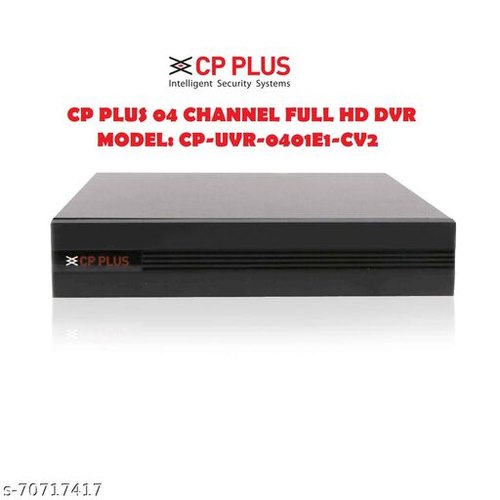 CP PLUS
Intelligent Security Systems
CP PLUS 04 CHANNEL FULL HD DVR
MODEL: CP-UVR-0401E1-CV2
CP PLUS
s-70717417